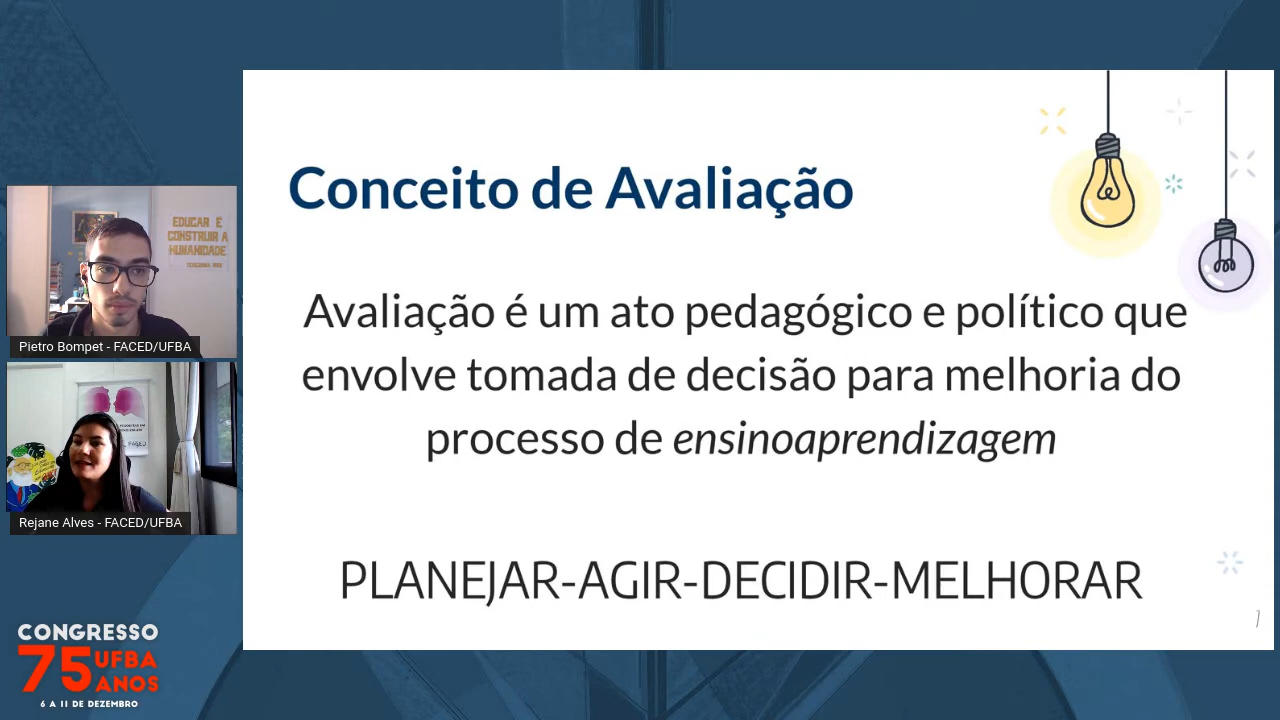 Conceito de Avaliação
Avaliação é um ato pedagógico e político que
envolve tomada de decisão para melhoria do
processo de ensinoaprendizagem
PLANEJAR-AGIR-DECIDIR-MELHORAR
1
EDUCAR É
CONSTRUIR A
HUMANIDADE
Pietro Bompet - FACED/UFBA
FACED
Rejane Alves - FACED/UFBA
CONGRESSO
75 UFBA
ANOS
6 A 11 DE DEZEMBRO